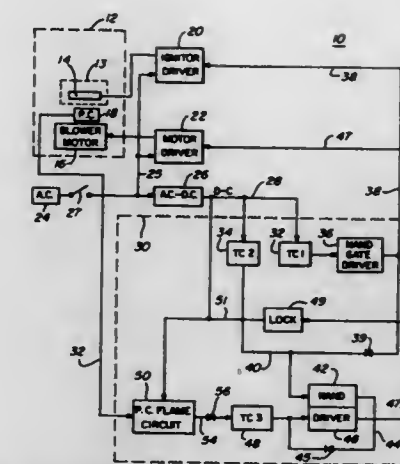 12
20
10
14
13
IGNITOR
DRIVER
38
P.C.
18
22
BLOWER
MOTOR
MOTOR
DRIVER
47
16
25
26
D-C
28
38
A.C.
A.C.-D.C.
24
27
30
34
32
36
TC 2
TC 1
NAND
GATE
DRIVER
49
51
LOCK
39
32
40
42
50
56
NAND
47
P.C. FLAME
CIRCUIT
TC 3
DRIVER
54
48
45
46
44